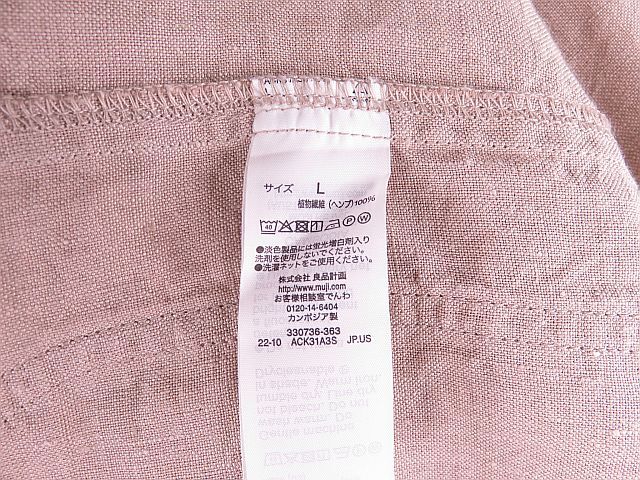 サイズ L
植物繊維 (ヘンプ) 100%
40 P W
●淡色製品には蛍光増白剤入り
洗剤を使用しないでください。
●洗濯ネットをご使用ください。
株式会社 良品計画
www.muji.com
お客様相談室でんわ
0120-14-6404
カンボジア製
330736-363
22-10 ACK31A3S JP.US